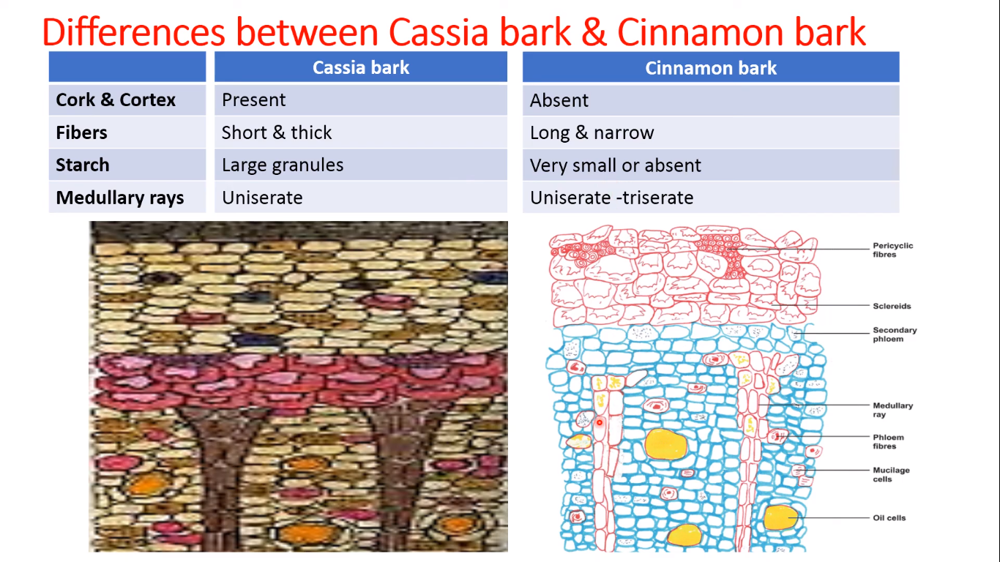 Differences between Cassia bark & Cinnamon bark
Cassia bark
Cinnamon bark
Cork & Cortex
Present
Absent
Fibers
Short & thick
Long & narrow
Starch
Large granules
Very small or absent
Medullary rays
Uniserate
Uniserate -triserate
Pericyclic
fibres
Sclereids
Secondary
phloem
Medullary
ray
Phloem
fibres
Mucilage
cells
Oil cells